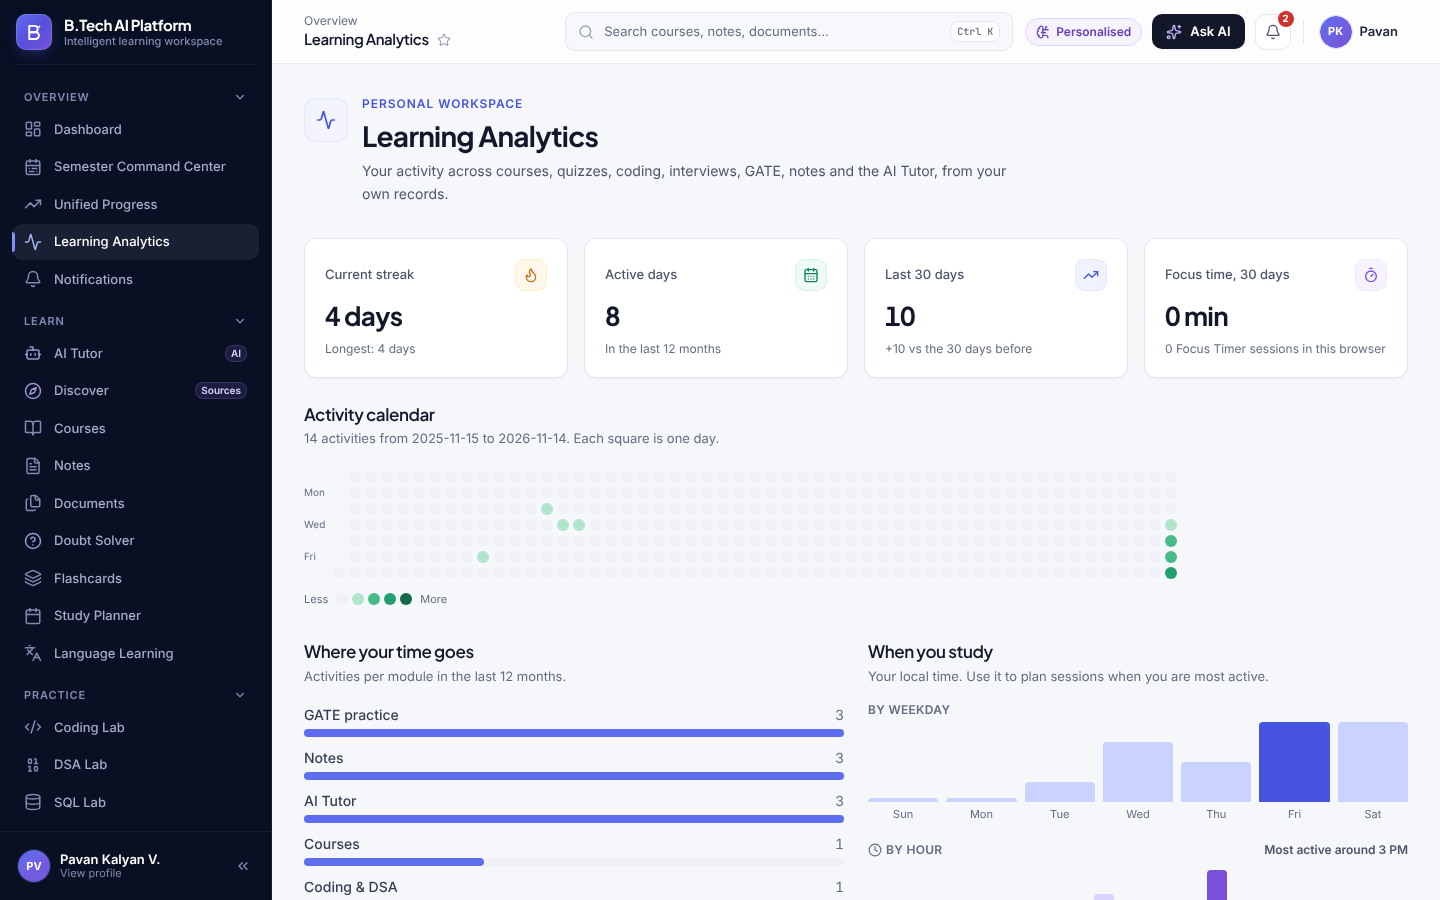 B.Tech AI Platform
Intelligent learning workspace
OVERVIEW
Dashboard
Semester Command Center
Unified Progress
Learning Analytics
Notifications
LEARN
AI Tutor
AI
Discover
Sources
Courses
Notes
Documents
Doubt Solver
Flashcards
Study Planner
Language Learning
PRACTICE
Coding Lab
DSA Lab
SQL Lab
PV
Pavan Kalyan V.
View profile
Overview
Learning Analytics
Search courses, notes, documents...
Ctrl K
Personalised
Ask AI
2
PK
Pavan
PERSONAL WORKSPACE
Learning Analytics
Your activity across courses, quizzes, coding, interviews, GATE, notes and the AI Tutor, from your
own records.
Current streak
4 days
Longest: 4 days
Active days
8
In the last 12 months
Last 30 days
10
+10 vs the 30 days before
Focus time, 30 days
0 min
0 Focus Timer sessions in this browser
Activity calendar
14 activities from 2025-11-15 to 2026-11-14. Each square is one day.
Mon
Wed
Fri
Less
More
Where your time goes
Activities per module in the last 12 months.
GATE practice 3
Notes 3
AI Tutor 3
Courses 1
Coding & DSA 1
When you study
Your local time. Use it to plan sessions when you are most active.
BY WEEKDAY
Sun Mon Tue Wed Thu Fri Sat
BY HOUR
Most active around 3 PM